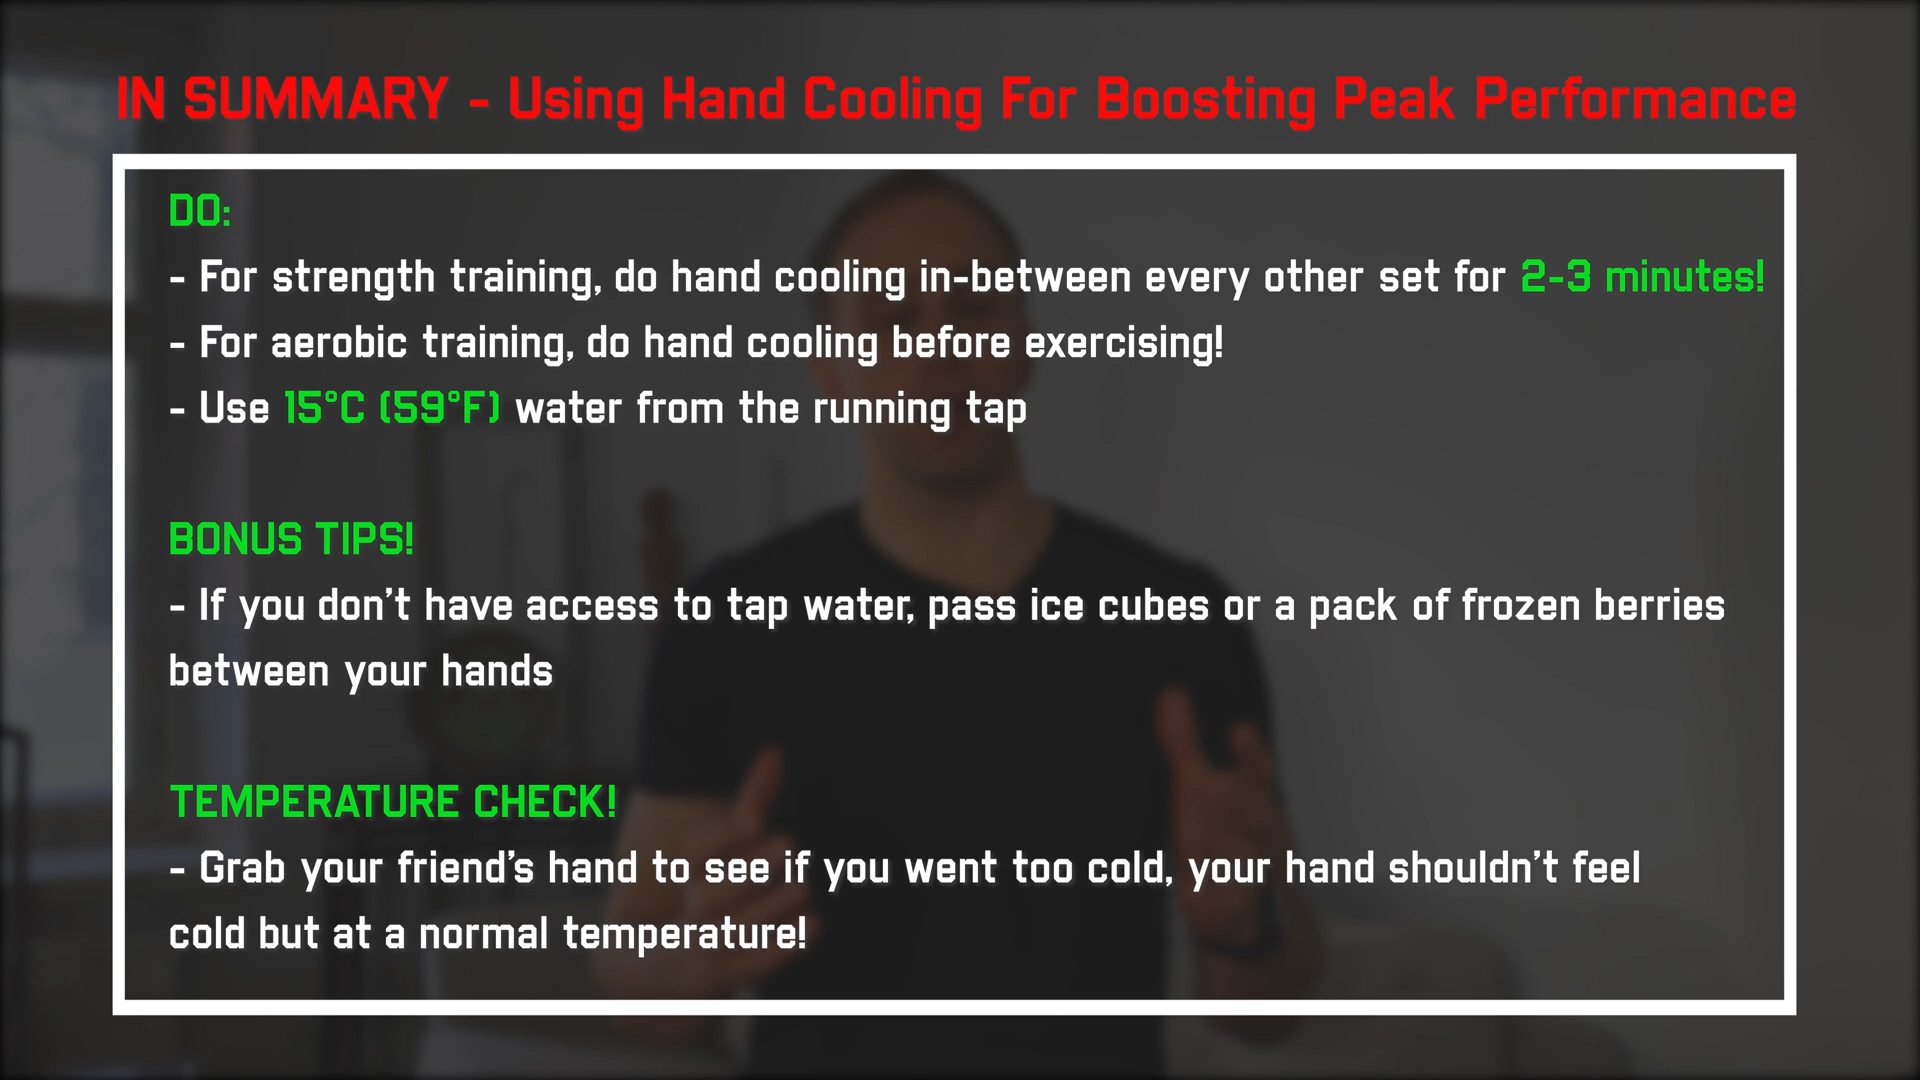 IN SUMMARY - Using Hand Cooling For Boosting Peak Performance
DO:
- For strength training, do hand cooling in-between every other set for 2-3 minutes!
- For aerobic training, do hand cooling before exercising!
- Use 15°C (59°F) water from the running tap
BONUS TIPS!
- If you don't have access to tap water, pass ice cubes or a pack of frozen berries
between your hands
TEMPERATURE CHECK!
- Grab your friend's hand to see if you went too cold, your hand shouldn't feel
cold but at a normal temperature!